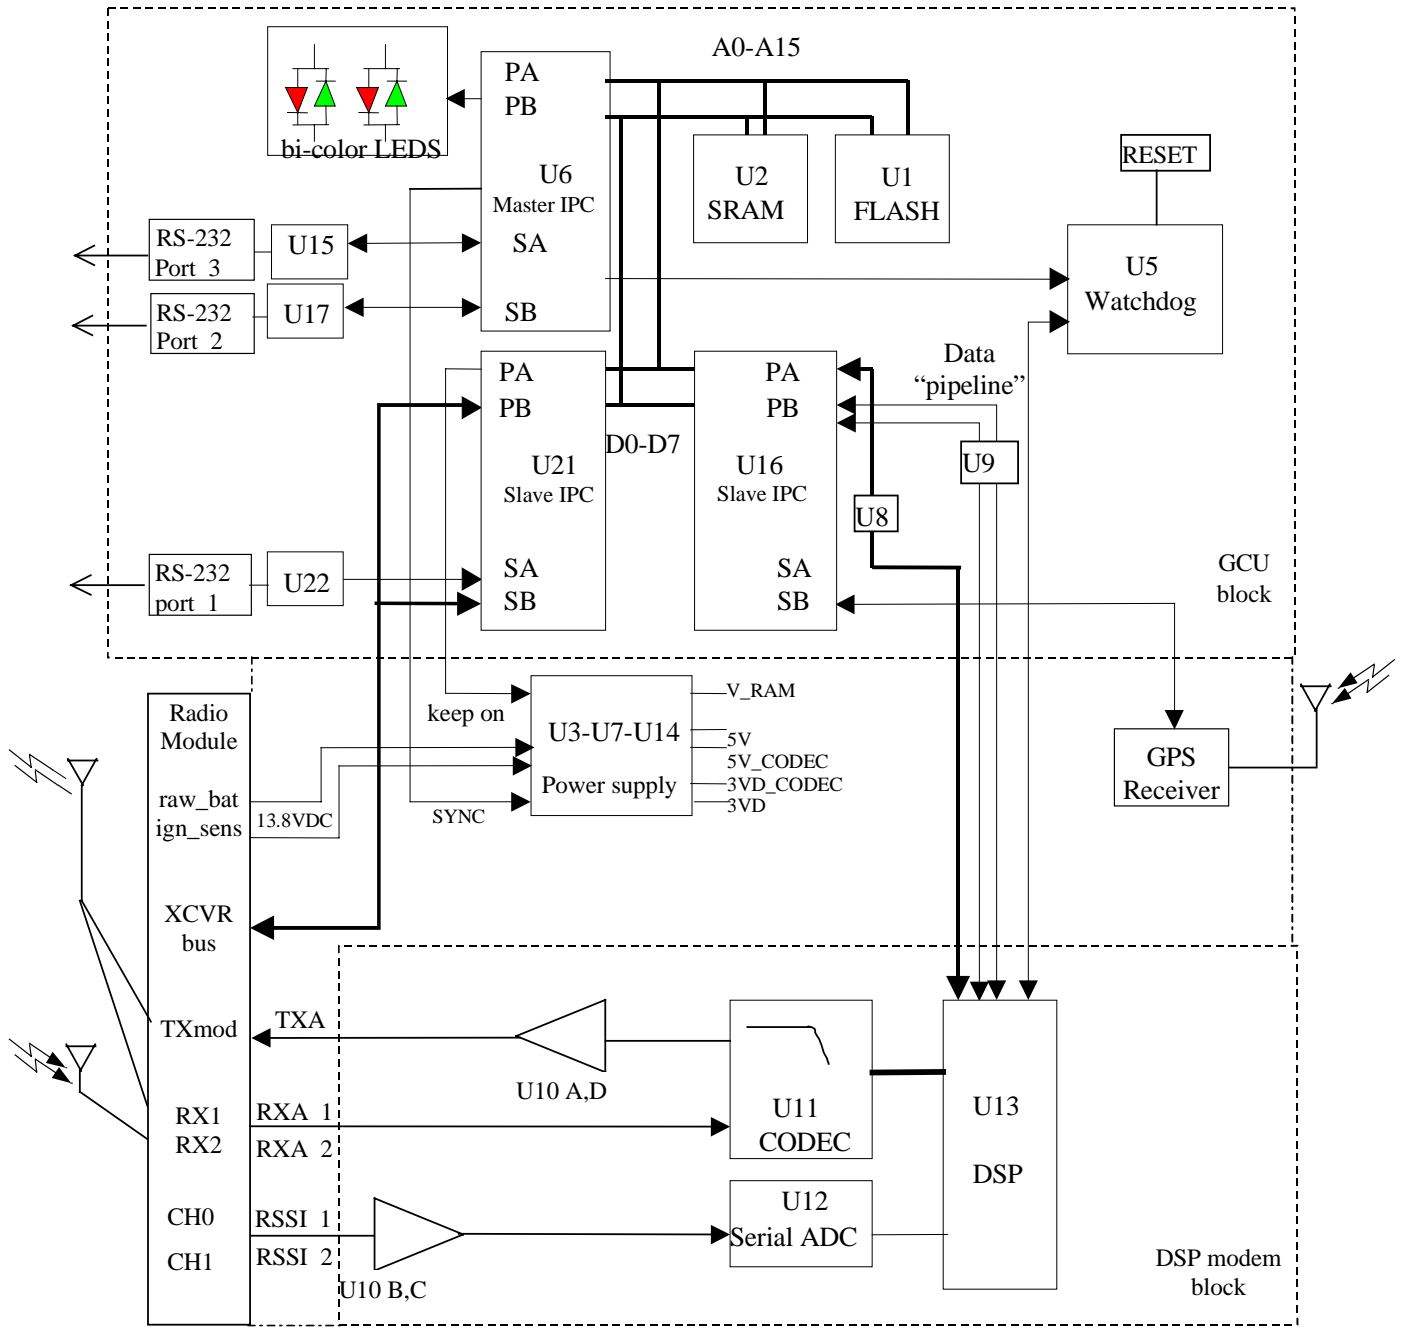 A0-A15
PA
PB
bi-color LEDS
U6
Master IPC
SA
SB
U2
SRAM
U1
FLASH
RESET
U5
Watchdog
RS-232
Port 3
U15
RS-232
Port 2
U17
Data
“pipeline”
PA
PB
D0-D7
U21
Slave IPC
SA
SB
PA
PB
U16
Slave IPC
SA
SB
U9
U8
RS-232
port 1
U22
GCU
block
Radio
Module
keep on
U3-U7-U14
Power supply
V_RAM
5V
5V_CODEC
3VD_CODEC
3VD
GPS
Receiver
raw_bat
ign_sens
13.8VDC
SYNC
XCVR
bus
TXmod
TXA
U10 A,D
U11
CODEC
U13
DSP
RX1
RX2
RXA 1
RXA 2
CH0
CH1
RSSI 1
RSSI 2
U10 B,C
U12
Serial ADC
DSP modem
block